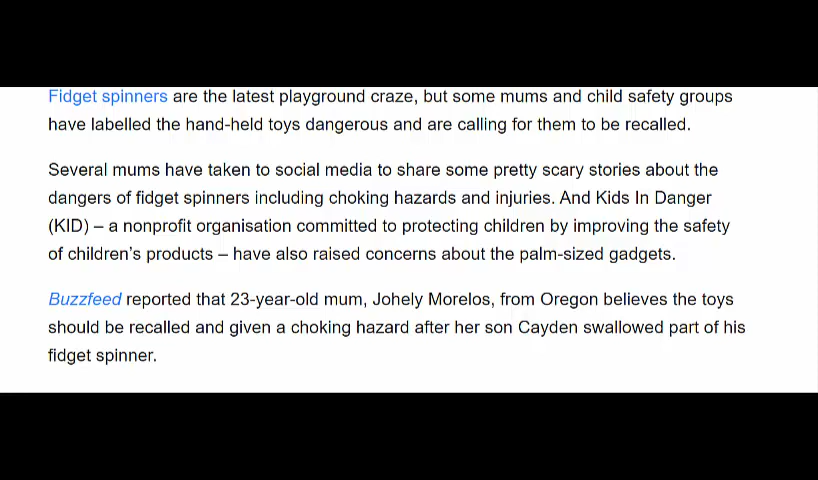 Fidget spinners are the latest playground craze, but some mums and child safety groups
have labelled the hand-held toys dangerous and are calling for them to be recalled.
Several mums have taken to social media to share some pretty scary stories about the
dangers of fidget spinners including choking hazards and injuries. And Kids In Danger
(KID) – a nonprofit organisation committed to protecting children by improving the safety
of children’s products – have also raised concerns about the palm-sized gadgets.
Buzzfeed reported that 23-year-old mum, Johely Morelos, from Oregon believes the toys
should be recalled and given a choking hazard after her son Cayden swallowed part of his
fidget spinner.